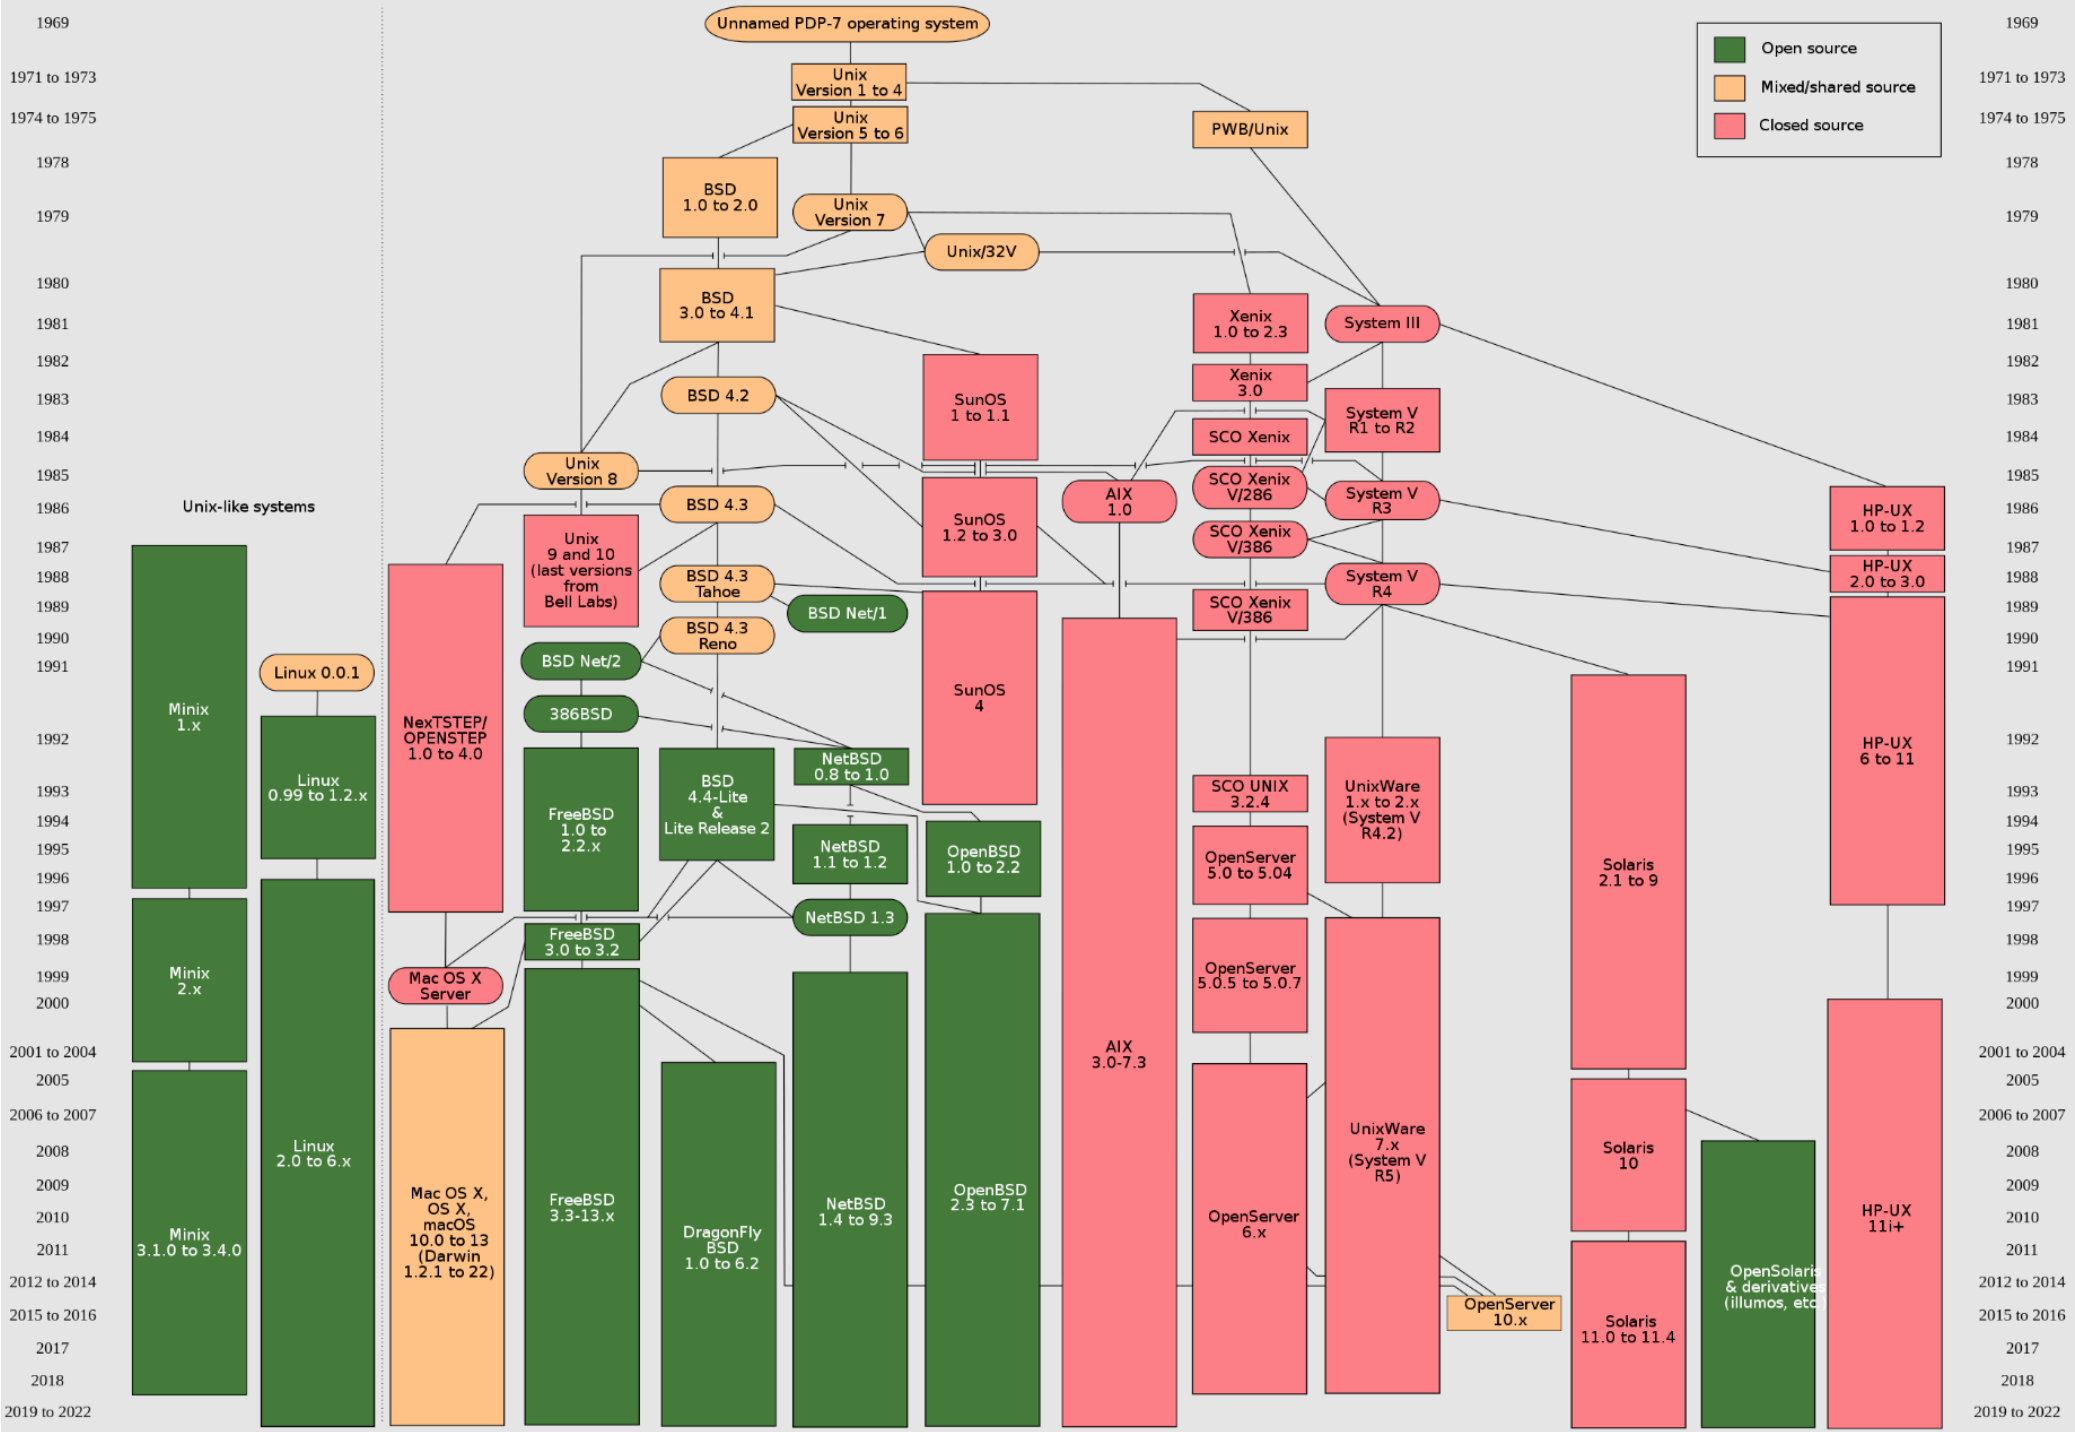 1969
1971 to 1973
1974 to 1975
1978
1979
1980
1981
1982
1983
1984
1985
1986
1987
1988
1989
1990
1991
1992
1993
1994
1995
1996
1997
1998
1999
2000
2001 to 2004
2005
2006 to 2007
2008
2009
2010
2011
2012 to 2014
2015 to 2016
2017
2018
2019 to 2022
Unix-like systems
Minix
1.x
Minix
2.x
Minix
3.1.0 to 3.4.0
Linux 0.0.1
Linux
0.99 to 1.2.x
Linux
2.0 to 6.x
Unnamed PDP-7 operating system
Unix
Version 1 to 4
Unix
Version 5 to 6
PWB/Unix
BSD
1.0 to 2.0
Unix
Version 7
Unix/32V
BSD
3.0 to 4.1
Xenix
1.0 to 2.3
System III
Xenix
3.0
BSD 4.2
SunOS
1 to 1.1
System V
R1 to R2
SCO Xenix
Unix
Version 8
SCO Xenix
V/286
AIX
1.0
System V
R3
BSD 4.3
SunOS
1.2 to 3.0
HP-UX
1.0 to 1.2
Unix
9 and 10
(last versions
from
Bell Labs)
SCO Xenix
V/386
HP-UX
2.0 to 3.0
BSD 4.3
Tahoe
System V
R4
BSD Net/1
SCO Xenix
V/386
BSD 4.3
Reno
BSD Net/2
SunOS
4
386BSD
NexTSTEP/
OPENSTEP
1.0 to 4.0
HP-UX
6 to 11
NetBSD
0.8 to 1.0
BSD
4.4-Lite
&
Lite Release 2
SCO UNIX
3.2.4
UnixWare
1.x to 2.x
(System V
R4.2)
FreeBSD
1.0 to
2.2.x
NetBSD
1.1 to 1.2
OpenBSD
1.0 to 2.2
OpenServer
5.0 to 5.04
Solaris
2.1 to 9
NetBSD 1.3
FreeBSD
3.0 to 3.2
Mac OS X
Server
OpenServer
5.0.5 to 5.0.7
AIX
3.0-7.3
Mac OS X,
OS X,
macOS
10.0 to 13
(Darwin
1.2.1 to 22)
FreeBSD
3.3-13.x
DragonFly
BSD
1.0 to 6.2
NetBSD
1.4 to 9.3
OpenBSD
2.3 to 7.1
OpenServer
6.x
UnixWare
7.x
(System V
R5)
OpenServer
10.x
Solaris
10
Solaris
11.0 to 11.4
OpenSolaris
& derivatives
(illumos, etc)
HP-UX
11i+
Open source
Mixed/shared source
Closed source
1969
1971 to 1973
1974 to 1975
1978
1979
1980
1981
1982
1983
1984
1985
1986
1987
1988
1989
1990
1991
1992
1993
1994
1995
1996
1997
1998
1999
2000
2001 to 2004
2005
2006 to 2007
2008
2009
2010
2011
2012 to 2014
2015 to 2016
2017
2018
2019 to 2022